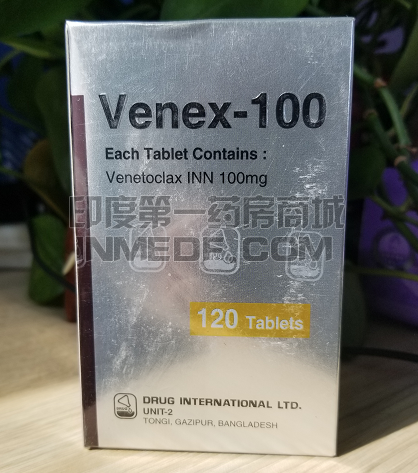 Venex-100
Each Tablet Contains :
Venetoclax INN 100mg
印度第一药房商城
INMEDS.COM
120 Tablets
DRUG INTERNATIONAL LTD.
UNIT-2
TONGI, GAZIPUR, BANGLADESH